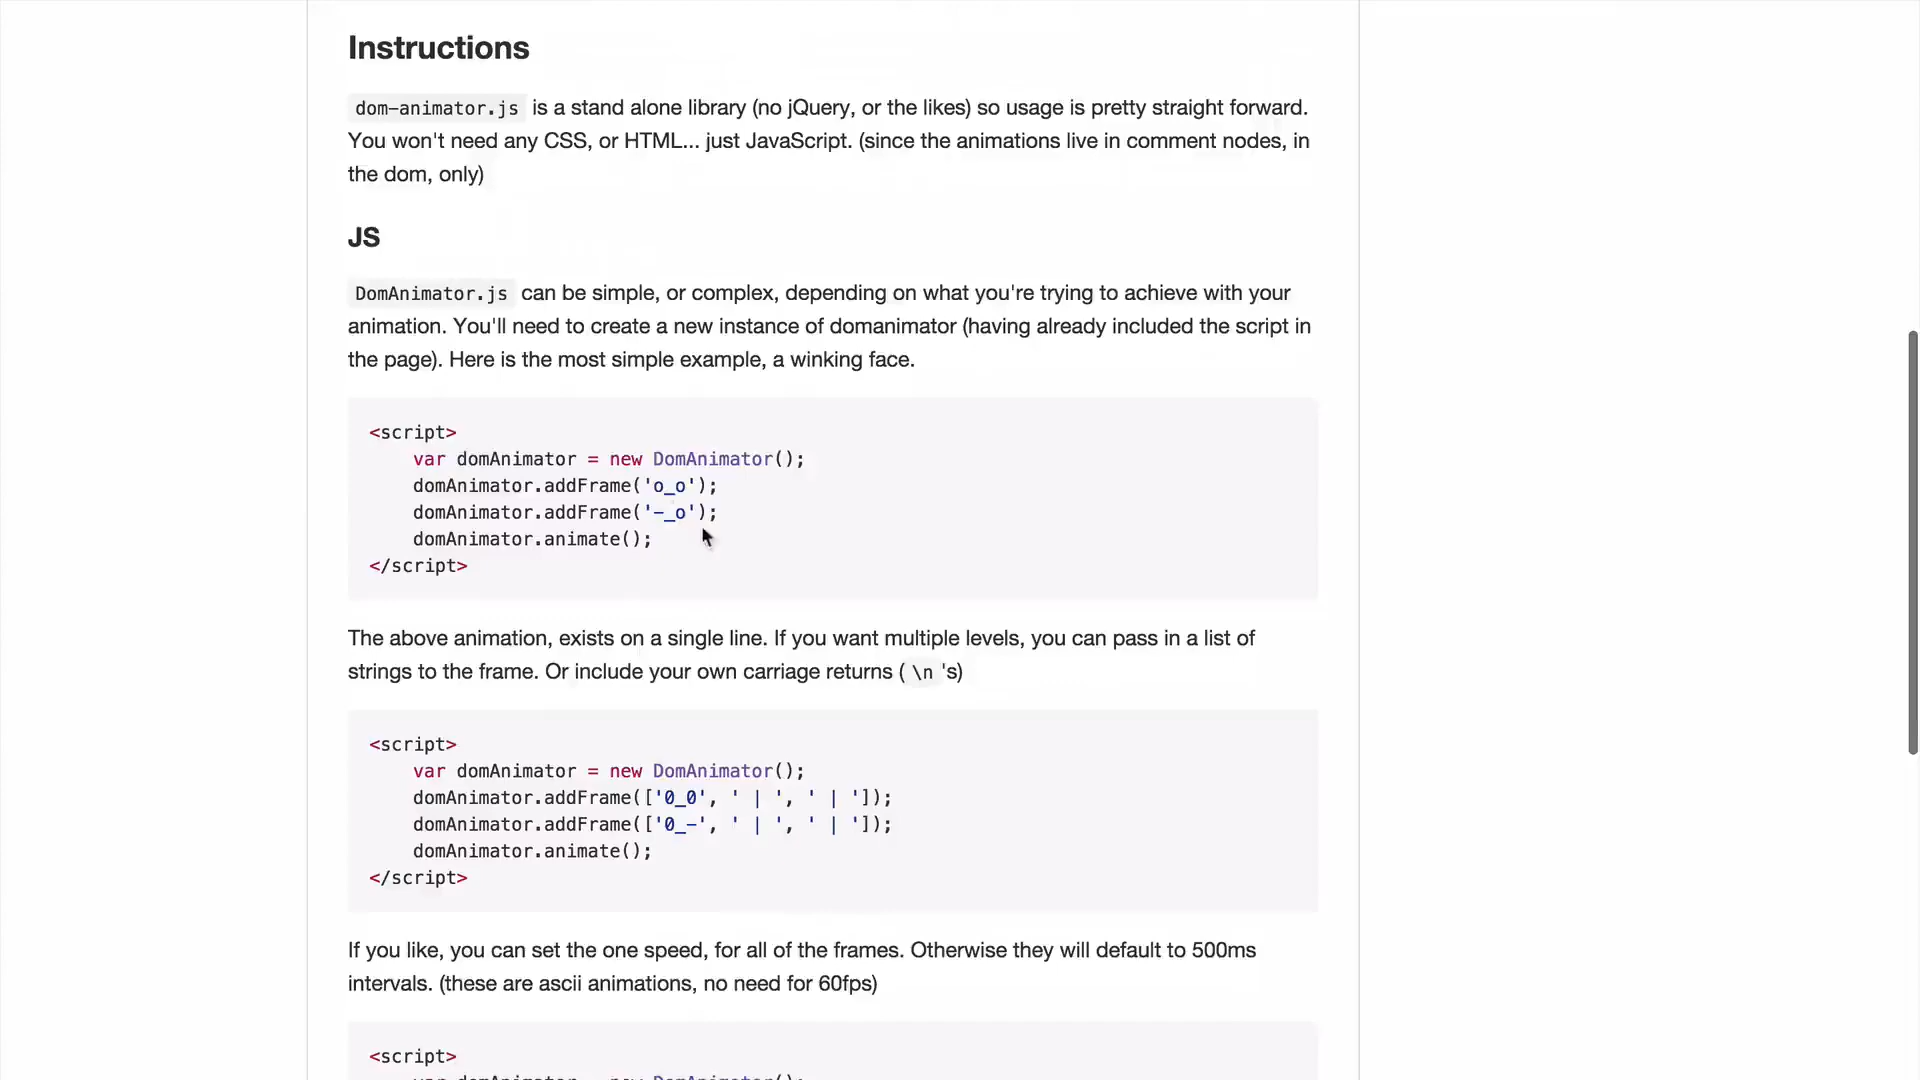 Instructions
dom-animator.js is a stand alone library (no jQuery, or the likes) so usage is pretty straight forward.
You won't need any CSS, or HTML... just JavaScript. (since the animations live in comment nodes, in
the dom, only)
JS
DomAnimator.js can be simple, or complex, depending on what you're trying to achieve with your
animation. You'll need to create a new instance of domanimator (having already included the script in
the page). Here is the most simple example, a winking face.
<script>
    var domAnimator = new DomAnimator();
    domAnimator.addFrame('o_o');
    domAnimator.addFrame('-_o');
    domAnimator.animate();
</script>
The above animation, exists on a single line. If you want multiple levels, you can pass in a list of
strings to the frame. Or include your own carriage returns ( \n 's)
<script>
    var domAnimator = new DomAnimator();
    domAnimator.addFrame(['0_0', ' | ', ' | ']);
    domAnimator.addFrame(['0_-', ' | ', ' | ']);
    domAnimator.animate();
</script>
If you like, you can set the one speed, for all of the frames. Otherwise they will default to 500ms
intervals. (these are ascii animations, no need for 60fps)
<script>